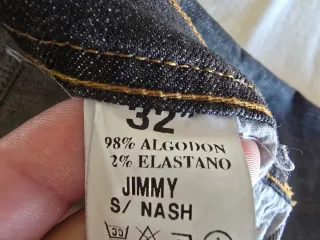 32"
98% ALGODON
2% ELASTANO
JIMMY
S/ NASH